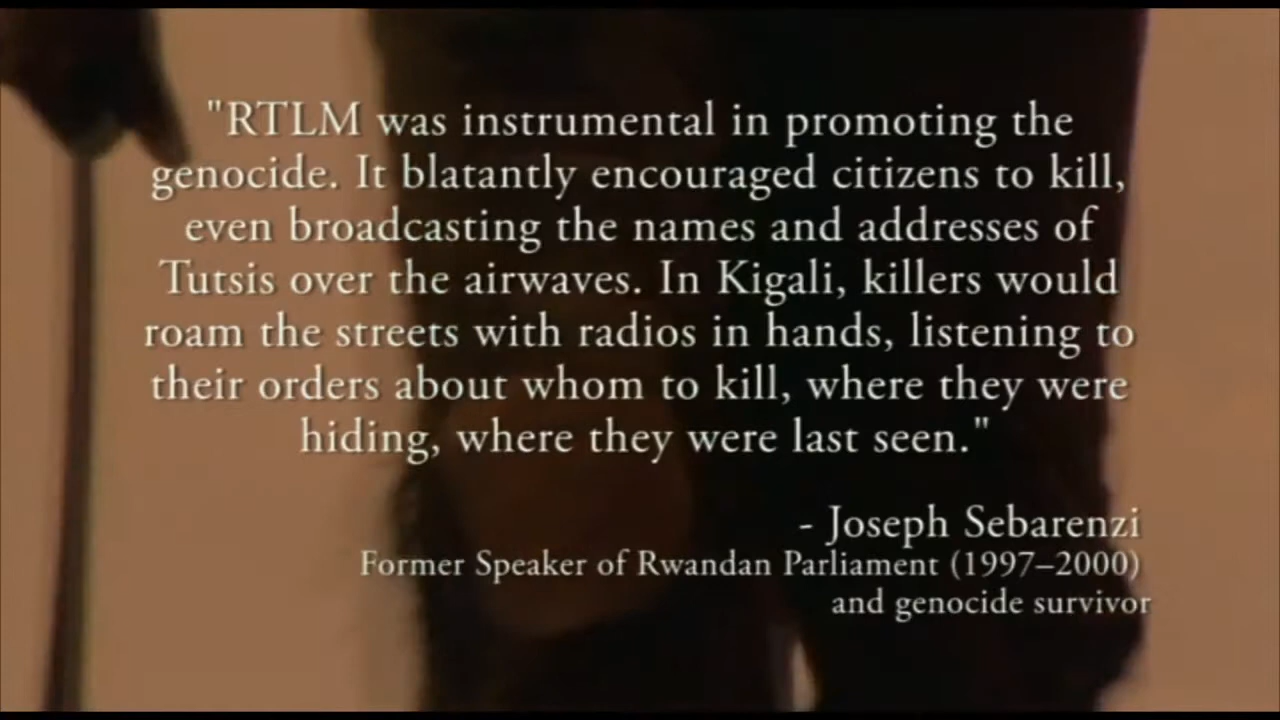 "RTLM was instrumental in promoting the
genocide. It blatantly encouraged citizens to kill,
even broadcasting the names and addresses of
Tutsis over the airwaves. In Kigali, killers would
roam the streets with radios in hands, listening to
their orders about whom to kill, where they were
hiding, where they were last seen."
- Joseph Sebarenzi
Former Speaker of Rwandan Parliament (1997–2000)
and genocide survivor